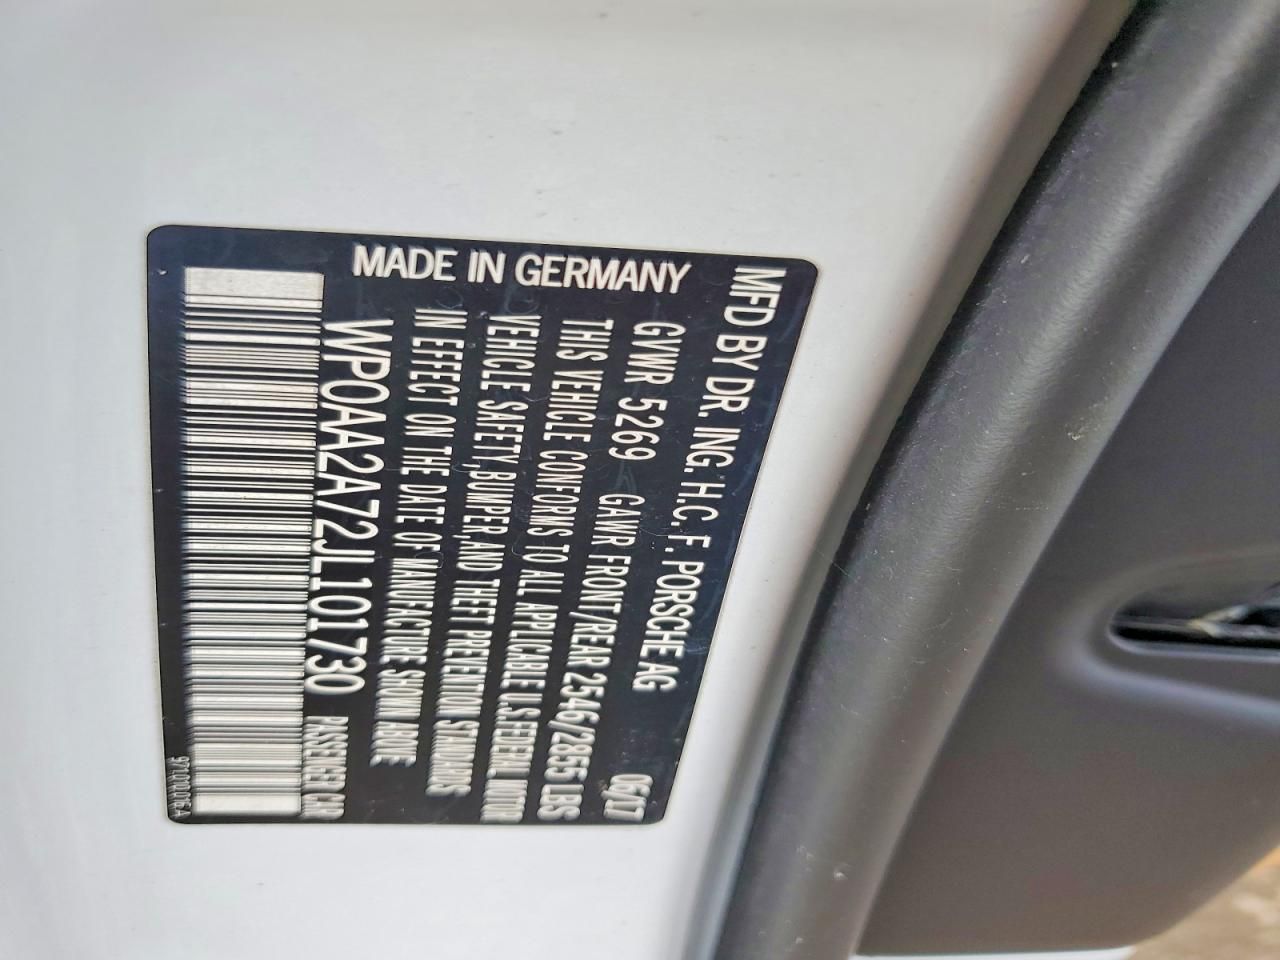 MFD BY DR. ING. H.C. F. PORSCHE AG 06/17
GVWR 5269 GAWR FRONT/REAR 2546/2855 LBS
THIS VEHICLE CONFORMS TO ALL APPLICABLE U.S.FEDERAL MOTOR
VEHICLE SAFETY,BUMPER,AND THEFT PREVENTION STANDARDS
IN EFFECT ON THE DATE OF MANUFACTURE SHOWN ABOVE
WP0AA2A72JL101730 PASSENGER CAR
MADE IN GERMANY